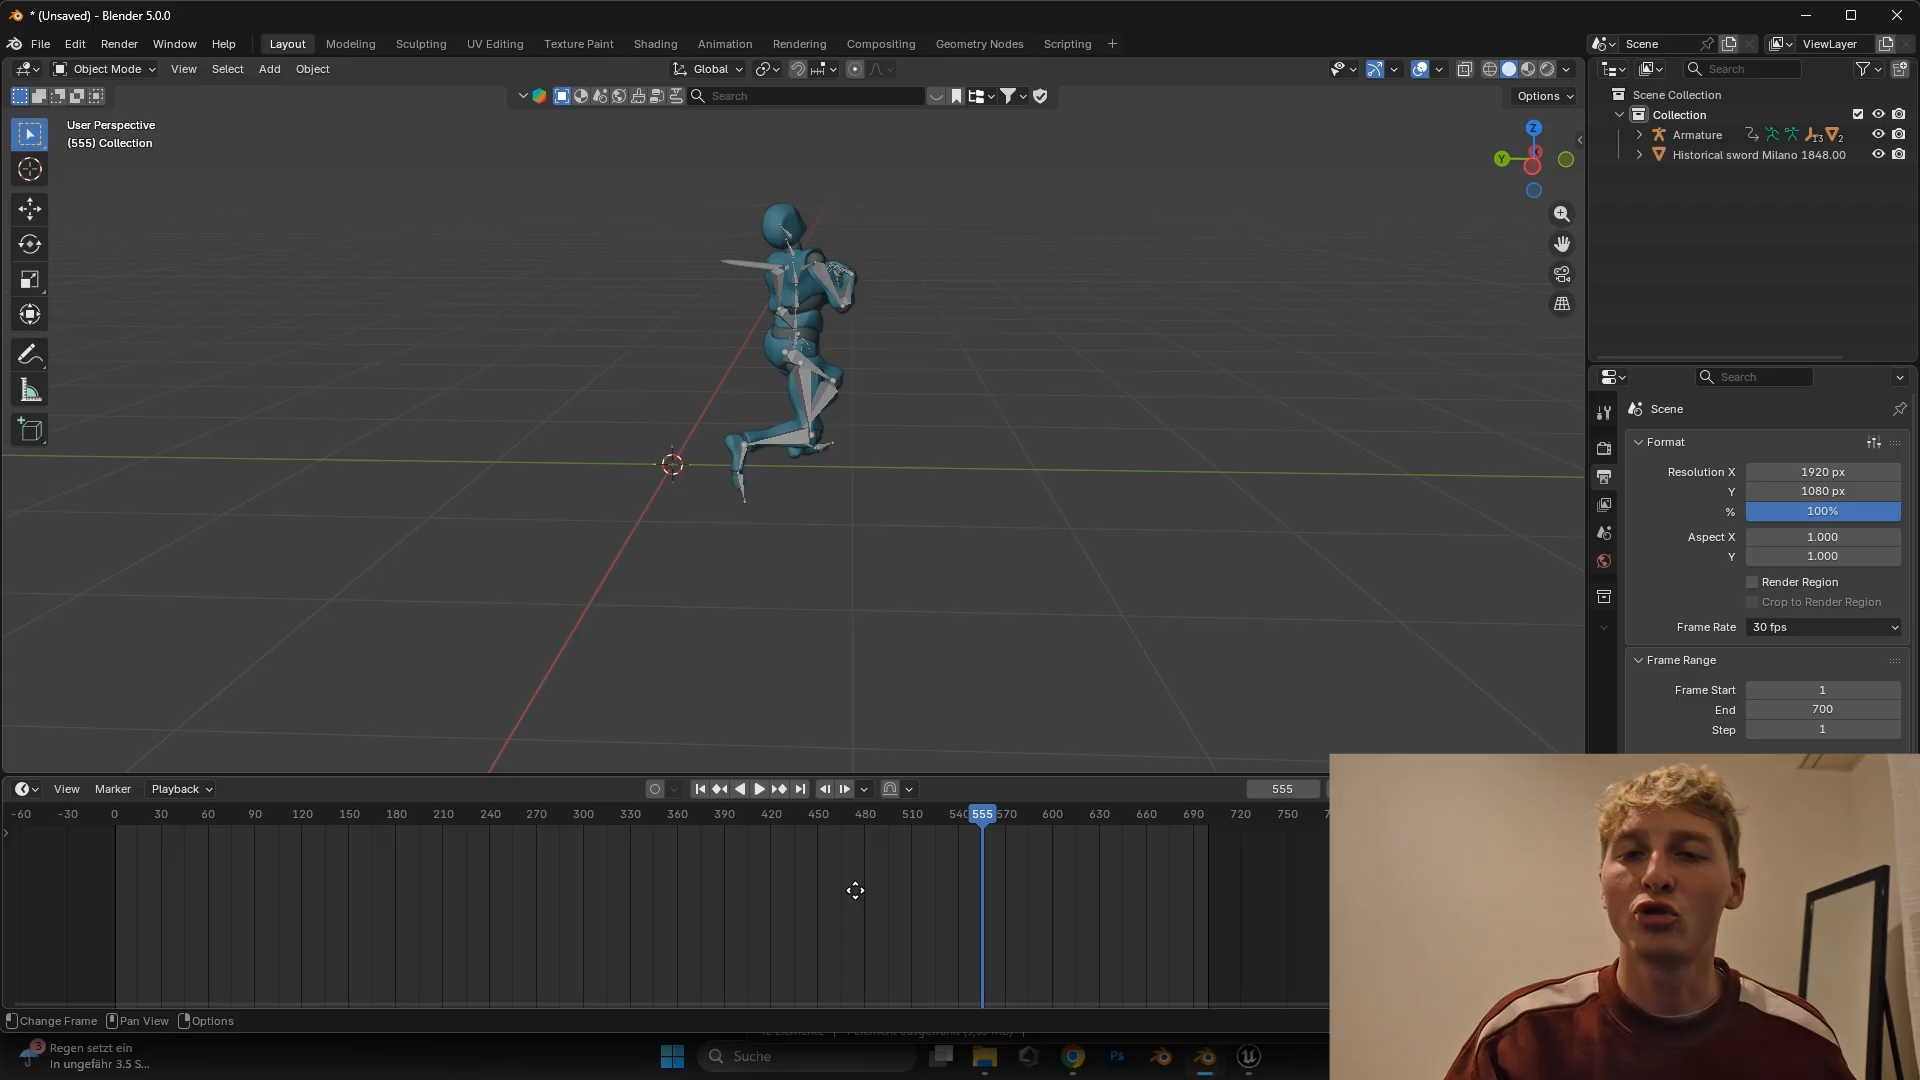 * (Unsaved) - Blender 5.0.0
File Edit Render Window Help Layout Modeling Sculpting UV Editing Texture Paint Shading Animation Rendering Compositing Geometry Nodes Scripting + Scene ViewLayer
Object Mode View Select Add Object Global Search
Search Options
User Perspective
(555) Collection
Z
Y
Scene Collection
Collection
Armature 13 2
Historical sword Milano 1848.00
Search
Scene
Format
Resolution X 1920 px
Y 1080 px
% 100%
Aspect X 1.000
Y 1.000
Render Region
Crop to Render Region
Frame Rate 30 fps
Frame Range
Frame Start 1
End 700
Step 1
View Marker Playback 555
-60 -30 0 30 60 90 120 150 180 210 240 270 300 330 360 390 420 450 480 510 540 555 570 600 630 660 690 720 750
Change Frame Pan View Options
3 Regen setzt ein
In ungefähr 3.5 S...
Suche
Ps